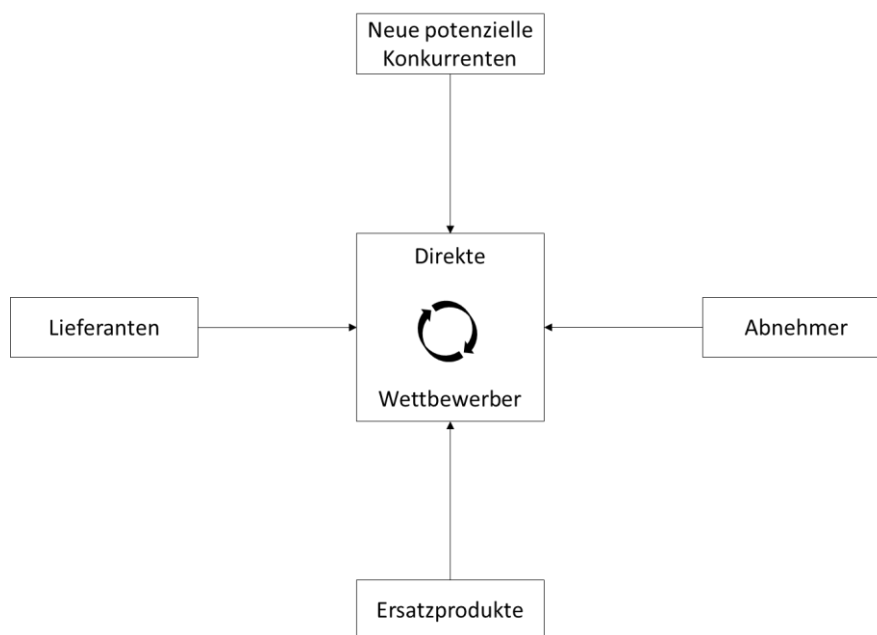 Neue potenzielle
Konkurrenten
Direkte
Lieferanten
Abnehmer
Wettbewerber
Ersatzprodukte